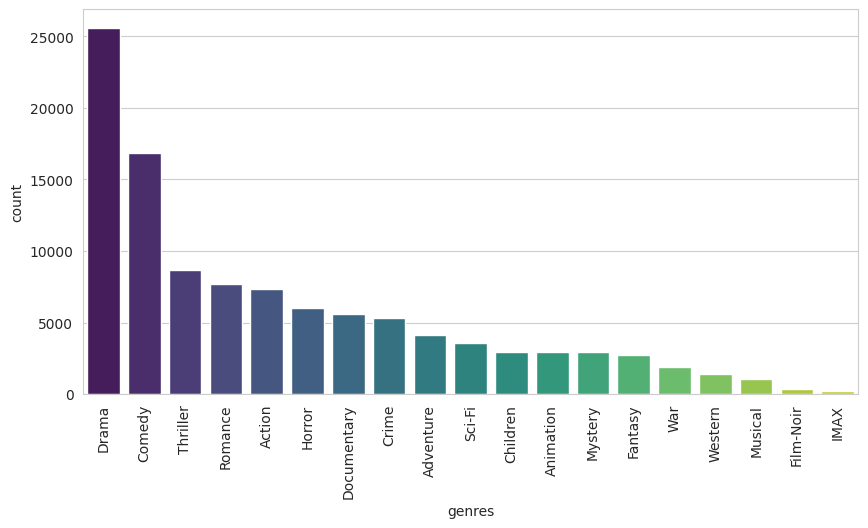 25000
20000
15000
10000
5000
0
count
Drama
Comedy
Thriller
Romance
Action
Horror
Documentary
Crime
Adventure
Sci-Fi
Children
Animation
Mystery
Fantasy
War
Western
Musical
Film-Noir
IMAX
genres